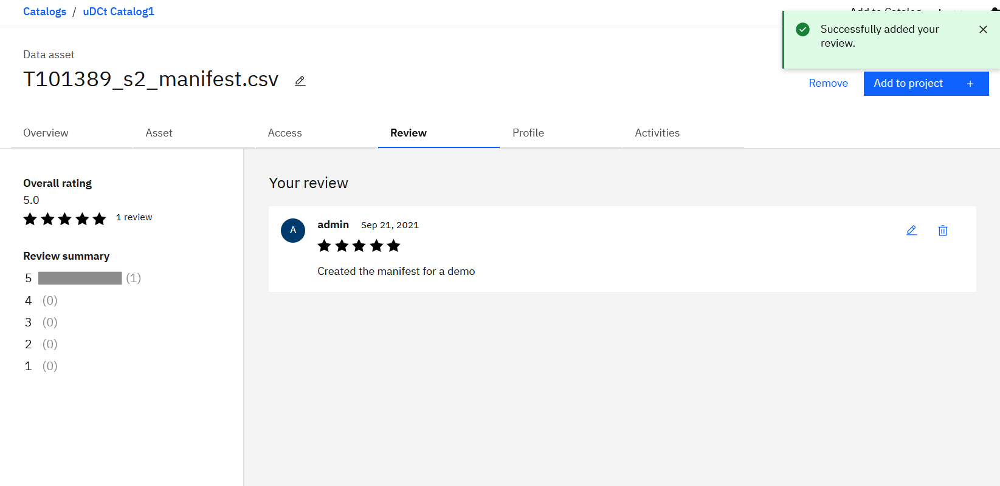 Catalogs / uDCt Catalog1
Successfully added your
review.
Data asset
T101389_s2_manifest.csv
Remove
Add to project +
Overview
Asset
Access
Review
Profile
Activities
Overall rating
5.0
1 review
Review summary
5 (1)
4 (0)
3 (0)
2 (0)
1 (0)
Your review
A
admin Sep 21, 2021
Created the manifest for a demo